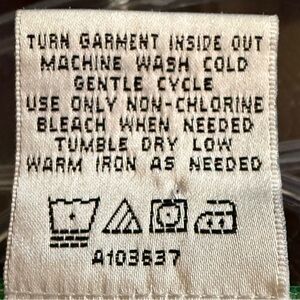 TURN GARMENT INSIDE OUT
MACHINE WASH COLD
GENTLE CYCLE
USE ONLY NON-CHLORINE
BLEACH WHEN NEEDED
TUMBLE DRY LOW
WARM IRON AS NEEDED
A103637